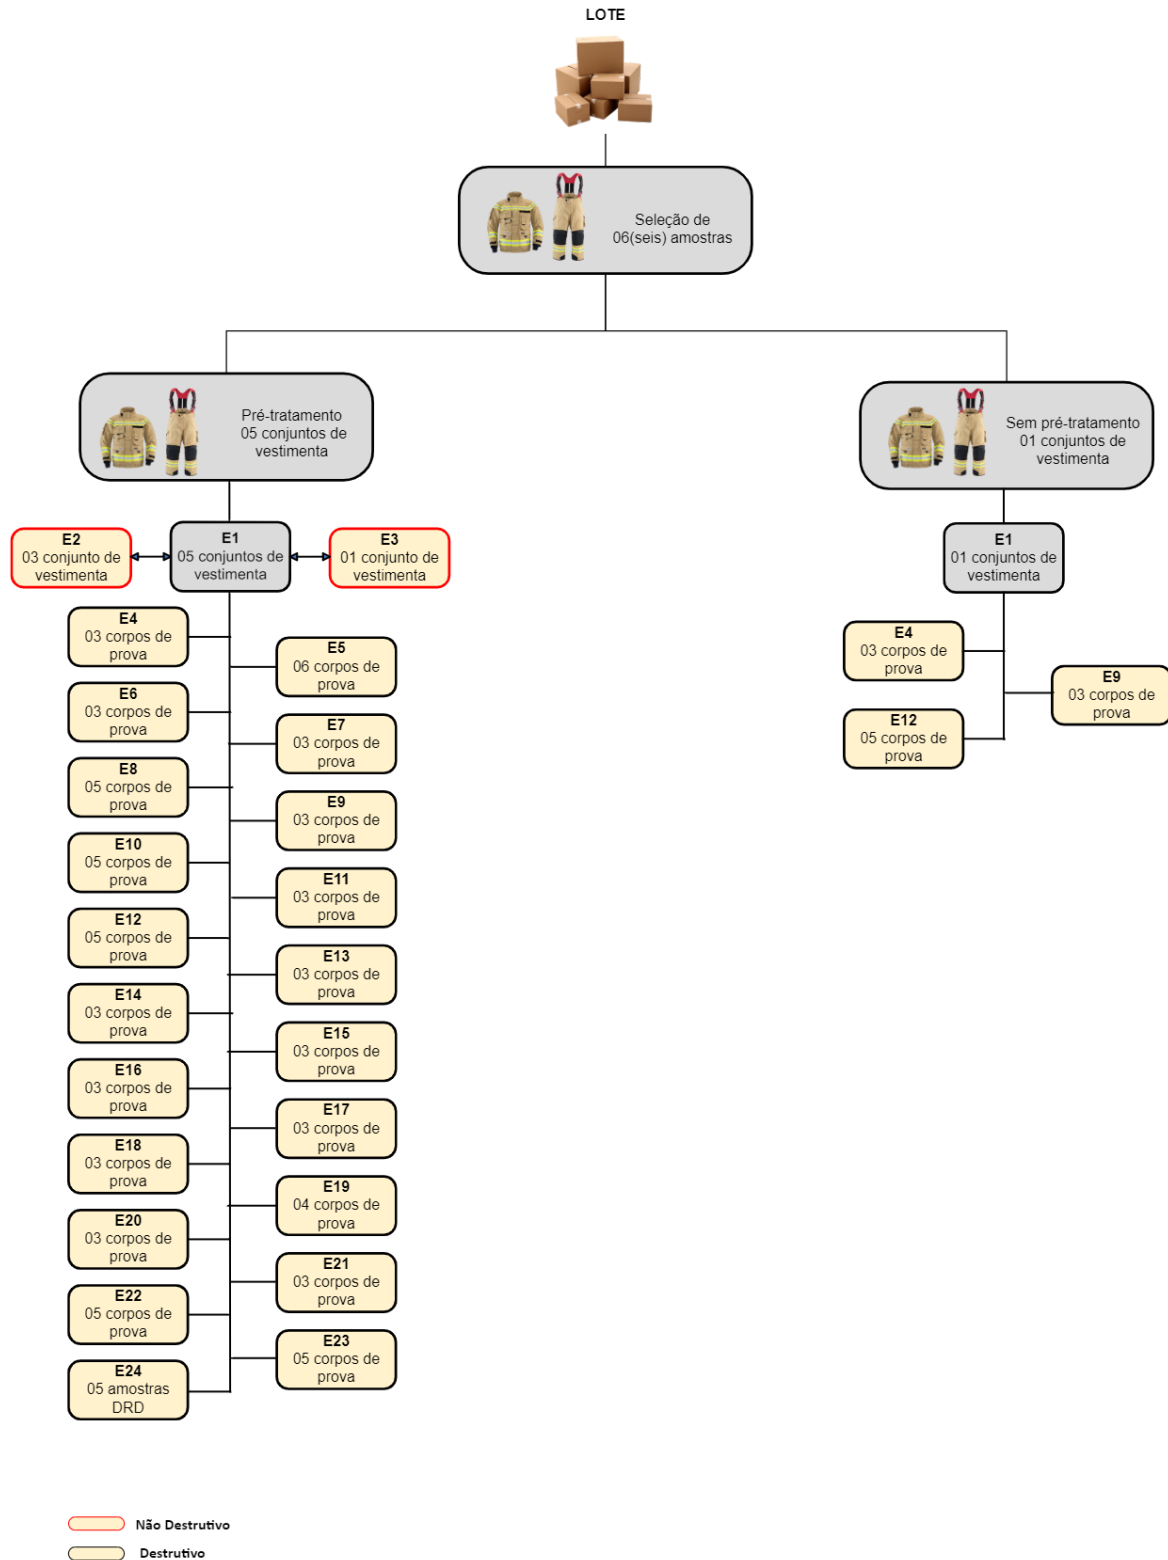 LOTE
Seleção de
06(seis) amostras
Pré-tratamento
05 conjuntos de
vestimenta
Sem pré-tratamento
01 conjuntos de
vestimenta
E2
03 conjunto de
vestimenta
E1
05 conjuntos de
vestimenta
E3
01 conjunto de
vestimenta
E1
01 conjuntos de
vestimenta
E4
03 corpos de
prova
E5
06 corpos de
prova
E6
03 corpos de
prova
E7
03 corpos de
prova
E8
05 corpos de
prova
E9
03 corpos de
prova
E10
05 corpos de
prova
E11
03 corpos de
prova
E12
05 corpos de
prova
E13
03 corpos de
prova
E14
03 corpos de
prova
E15
03 corpos de
prova
E16
03 corpos de
prova
E17
03 corpos de
prova
E18
03 corpos de
prova
E19
04 corpos de
prova
E20
03 corpos de
prova
E21
03 corpos de
prova
E22
05 corpos de
prova
E23
05 corpos de
prova
E24
05 amostras
DRD
E4
03 corpos de
prova
E9
03 corpos de
prova
E12
05 corpos de
prova
Não Destrutivo
Destrutivo